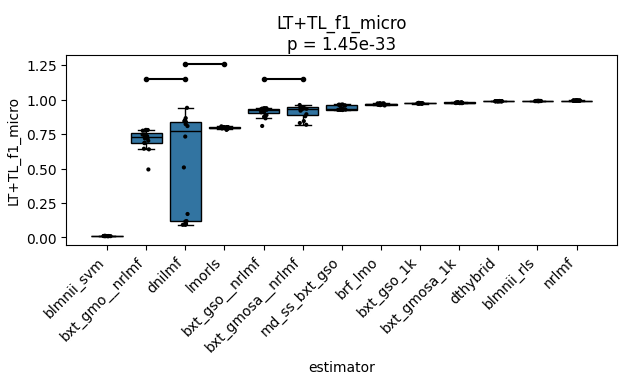 LT+TL_f1_micro
p = 1.45e-33
LT+TL_f1_micro
1.25
1.00
0.75
0.50
0.25
0.00
blmnii_svm
bxt_gmo__nrlmf
dnilmf
lmorls
bxt_gso__nrlmf
bxt_gmosa__nrlmf
md_ss_bxt_gso
brf_lmo
bxt_gso_1k
bxt_gmosa_1k
dthybrid
blmnii_rls
nrlmf
estimator